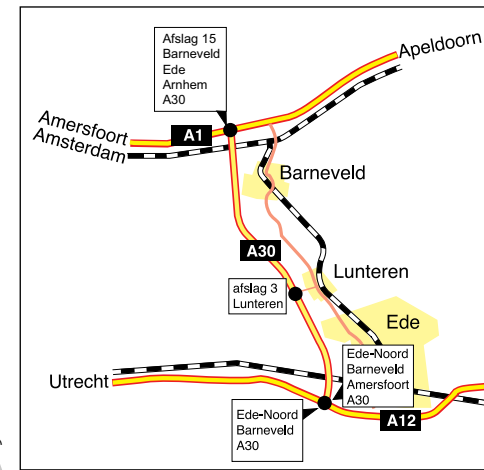 Afslag 15
Barneveld
Ede
Arnhem
A30
Apeldoorn
Amersfoort
Amsterdam
A1
Barneveld
A30
Lunteren
afslag 3
Lunteren
Ede
Ede-Noord
Barneveld
Amersfoort
A30
Utrecht
Ede-Noord
Barneveld
A30
A12